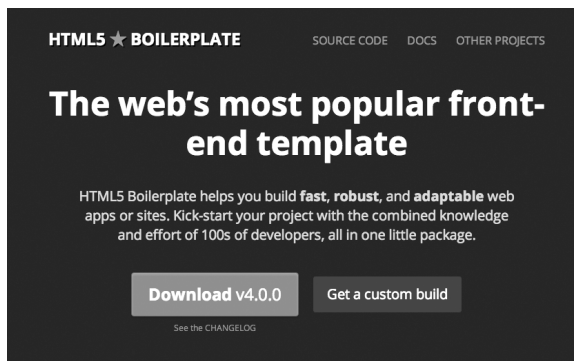 HTML5 ★ BOILERPLATE
SOURCE CODE DOCS OTHER PROJECTS
The web’s most popular front-
end template
HTML5 Boilerplate helps you build fast, robust, and adaptable web
apps or sites. Kick-start your project with the combined knowledge
and effort of 100s of developers, all in one little package.
Download v4.0.0
Get a custom build
See the CHANGELOG